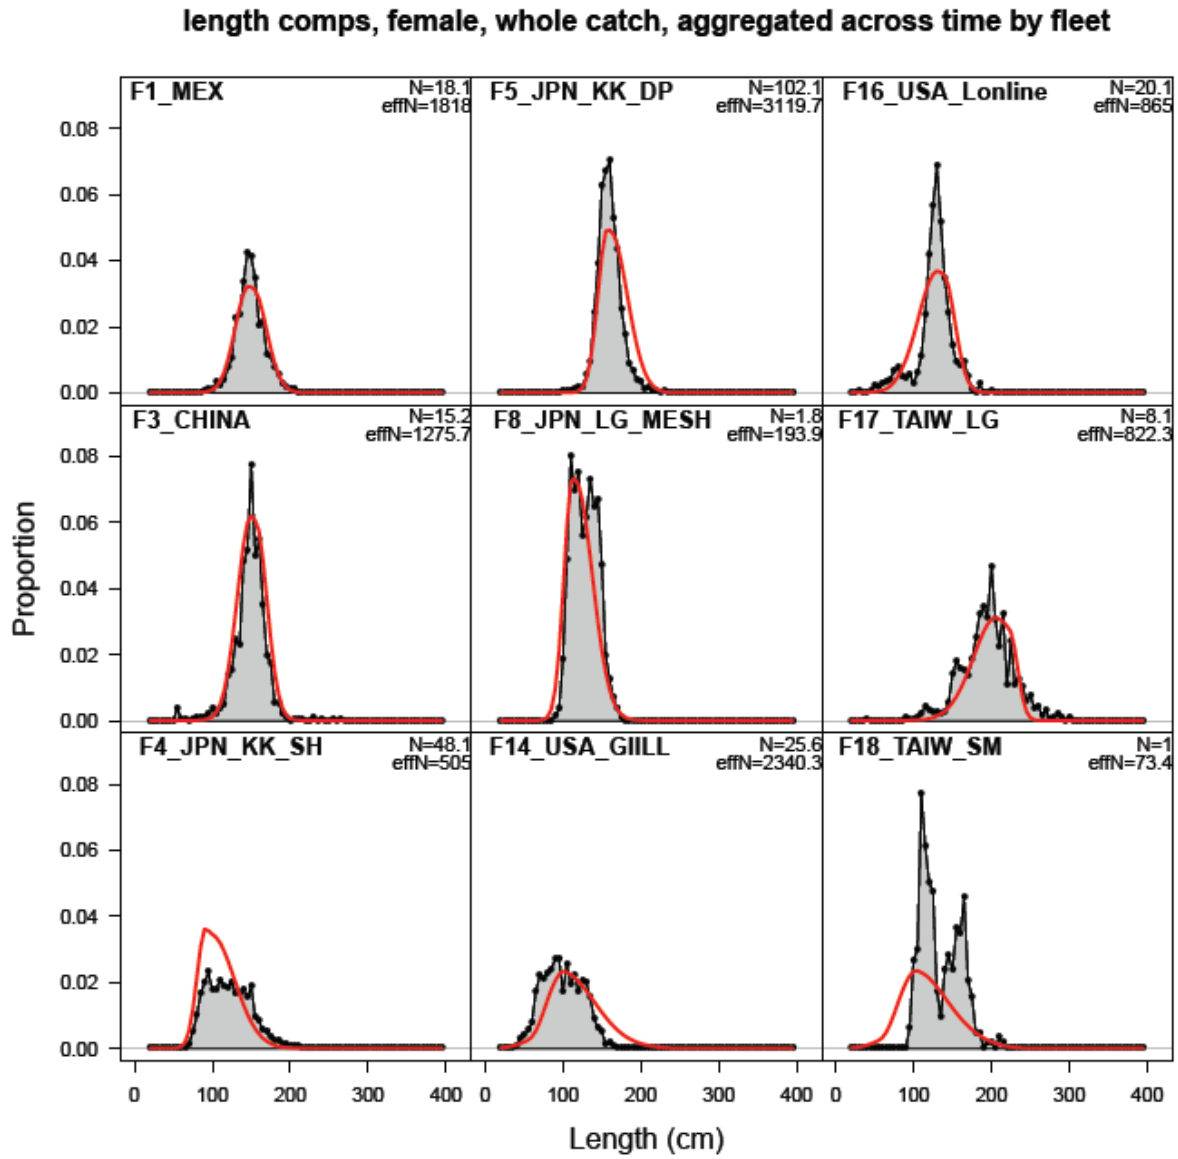 length comps, female, whole catch, aggregated across time by fleet
F1_MEX
N=18.1
effN=1818
F5_JPN_KK_DP
N=102.1
effN=3119.7
F16_USA_Lonline
N=20.1
effN=865
0.08
0.06
0.04
0.02
0.00
F3_CHINA
N=15.2
effN=1275.7
F8_JPN_LG_MESH
N=1.8
effN=193.9
F17_TAIW_LG
N=8.1
effN=822.3
0.08
0.06
0.04
0.02
0.00
F4_JPN_KK_SH
N=48.1
effN=505
F14_USA_GIILL
N=25.6
effN=2340.3
F18_TAIW_SM
N=1
effN=73.4
0.08
0.06
0.04
0.02
0.00
0 100 200 300 400
0 100 200 300 400
0 100 200 300 400
Proportion
Length (cm)